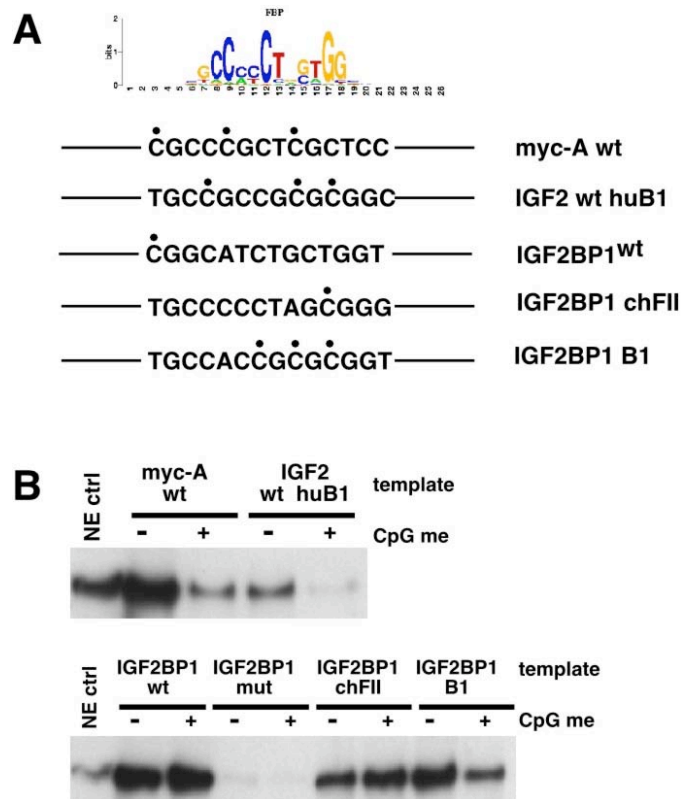 A
FBP
bits
2
1
0
1 2 3 4 5 6 7 8 9 10 11 12 13 14 15 16 17 18 19 20 21 22 23 24 25 26
CGCCCGCTCGCTCC myc-A wt
TGCCGCCGCGCGGC IGF2 wt huB1
CGGCATCTGCTGGT IGF2BP1wt
TGCCCCCTAGCGGG IGF2BP1 chFII
TGCCACCGCGCGGT IGF2BP1 B1
B
NE ctrl
myc-A IGF2 template
wt wt huB1
- + - + CpG me
NE ctrl
IGF2BP1 IGF2BP1 IGF2BP1 IGF2BP1 template
wt mut chFII B1
- + - + - + - + CpG me